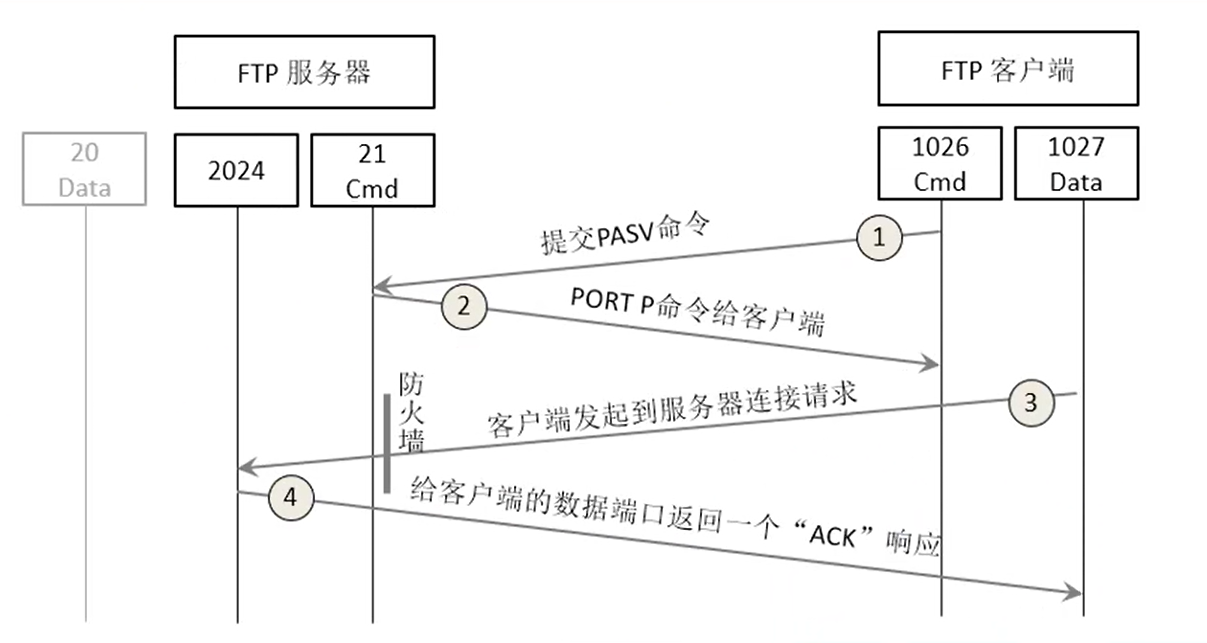 FTP 服务器
FTP 客户端
20
Data
2024
21
Cmd
1026
Cmd
1027
Data
提交PASV命令
1
2
PORT P命令给客户端
防
火
墙
客户端发起到服务器连接请求
3
4
给客户端的数据端口返回一个“ACK”响应